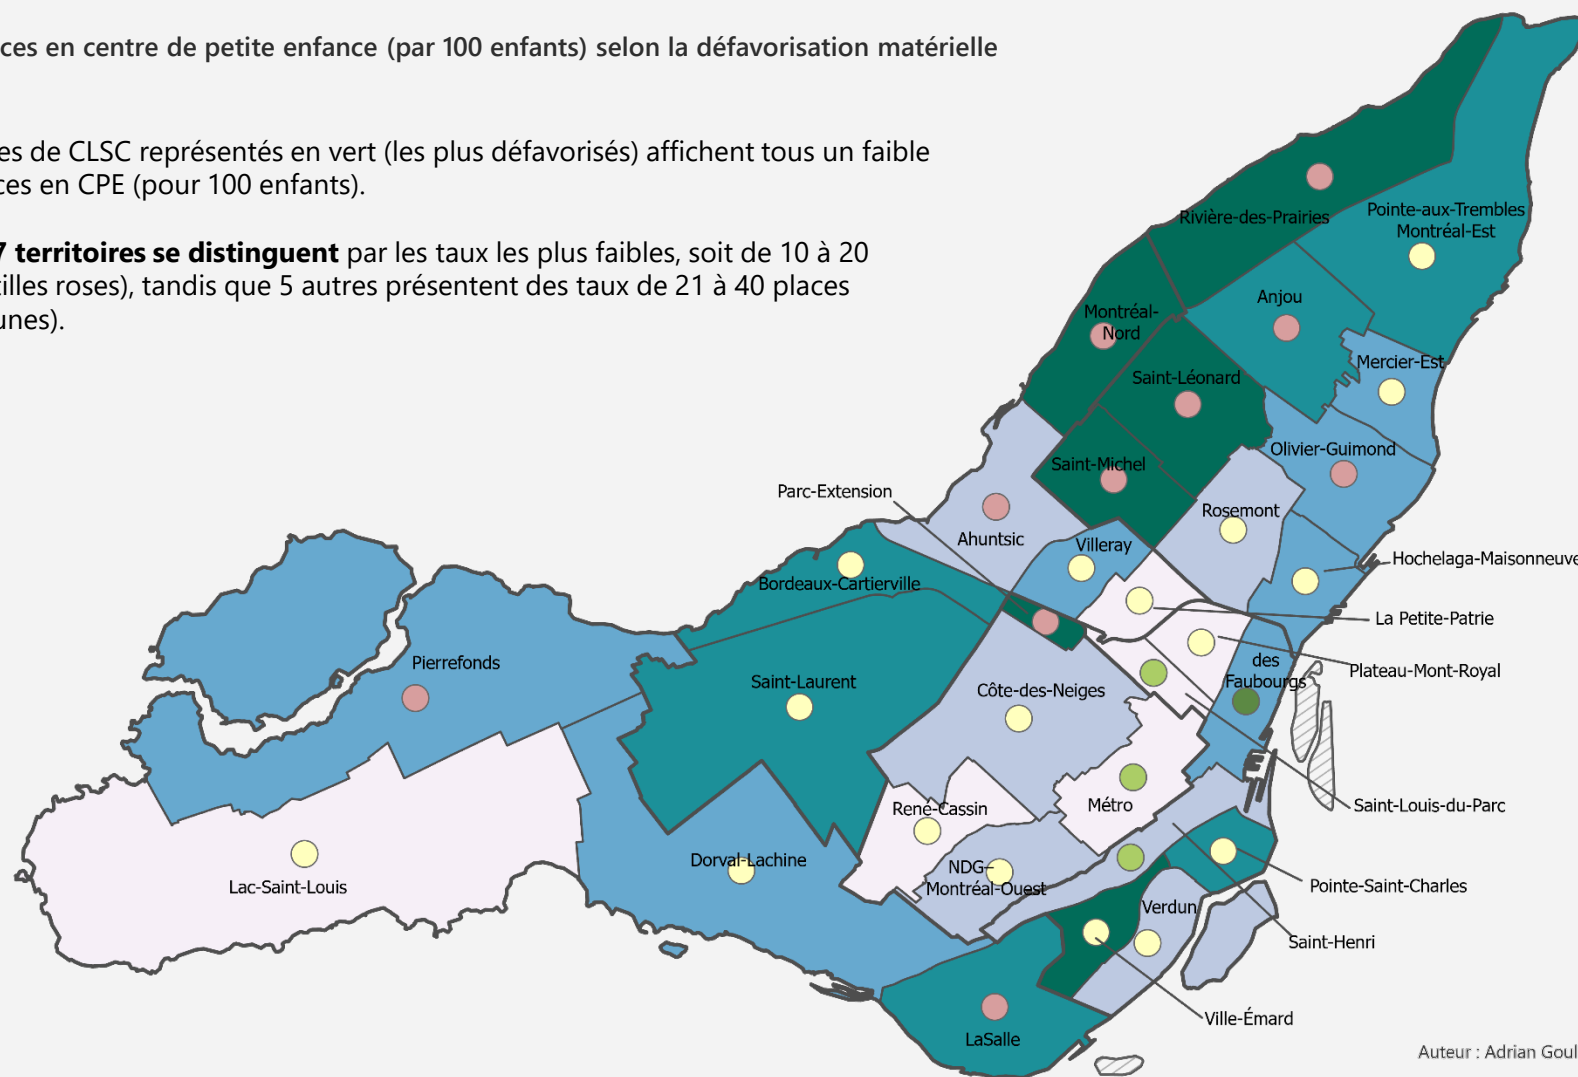 ces en centre de petite enfance (par 100 enfants) selon la défavorisation matérielle
es de CLSC représentés en vert (les plus défavorisés) affichent tous un faible
ces en CPE (pour 100 enfants).
7 territoires se distinguent par les taux les plus faibles, soit de 10 à 20
tilles roses), tandis que 5 autres présentent des taux de 21 à 40 places
unes).
Rivière-des-Prairies
Pointe-aux-Trembles
Montréal-Est
Anjou
Montréal-
Nord
Mercier-Est
Saint-Léonard
Olivier-Guimond
Saint-Michel
Parc-Extension
Rosemont
Ahuntsic
Villeray
Hochelaga-Maisonneuve
Bordeaux-Cartierville
La Petite-Patrie
Pierrefonds
des
Faubourgs
Plateau-Mont-Royal
Saint-Laurent
Côte-des-Neiges
Métro
Saint-Louis-du-Parc
René-Cassin
Dorval-Lachine
NDG–
Montréal-Ouest
Lac-Saint-Louis
Pointe-Saint-Charles
Verdun
Saint-Henri
Ville-Émard
LaSalle
Auteur : Adrian Goul